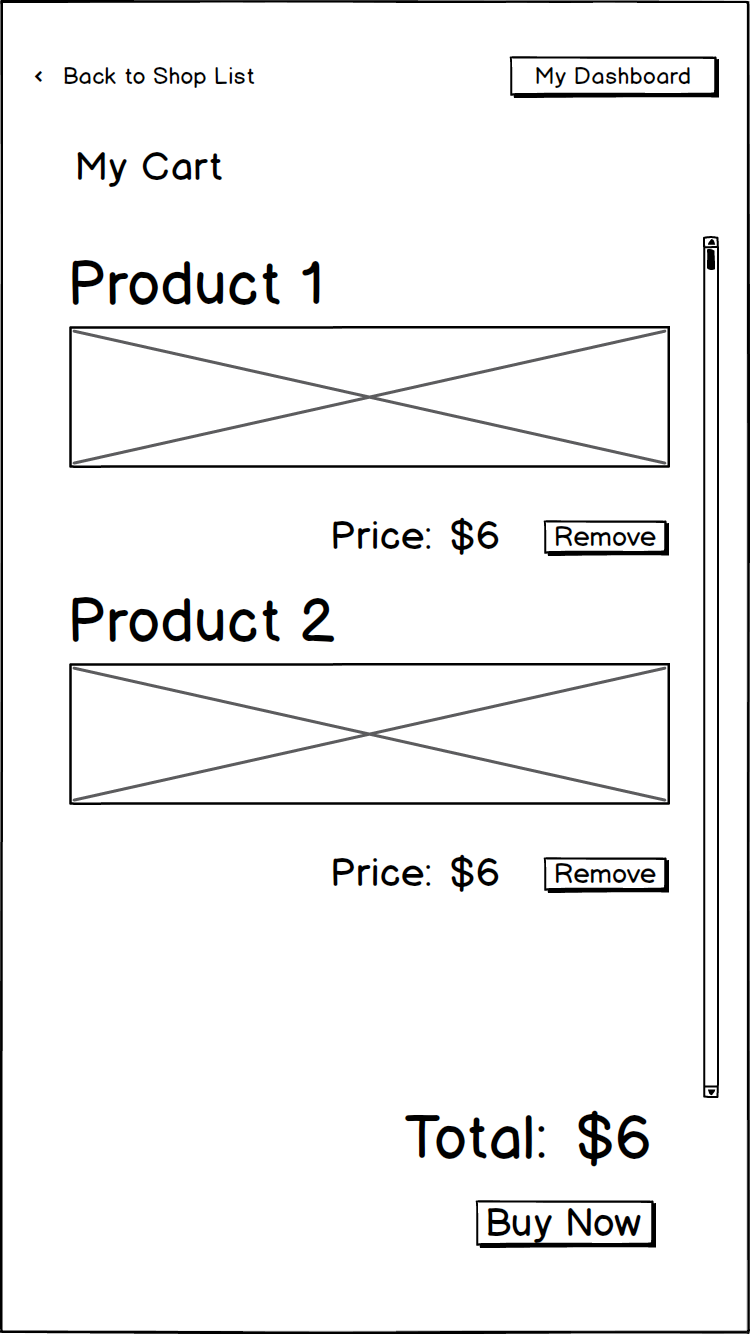 ‹ Back to Shop List
My Dashboard
My Cart
Product 1
Price: $6
Remove
Product 2
Price: $6
Remove
Total: $6
Buy Now